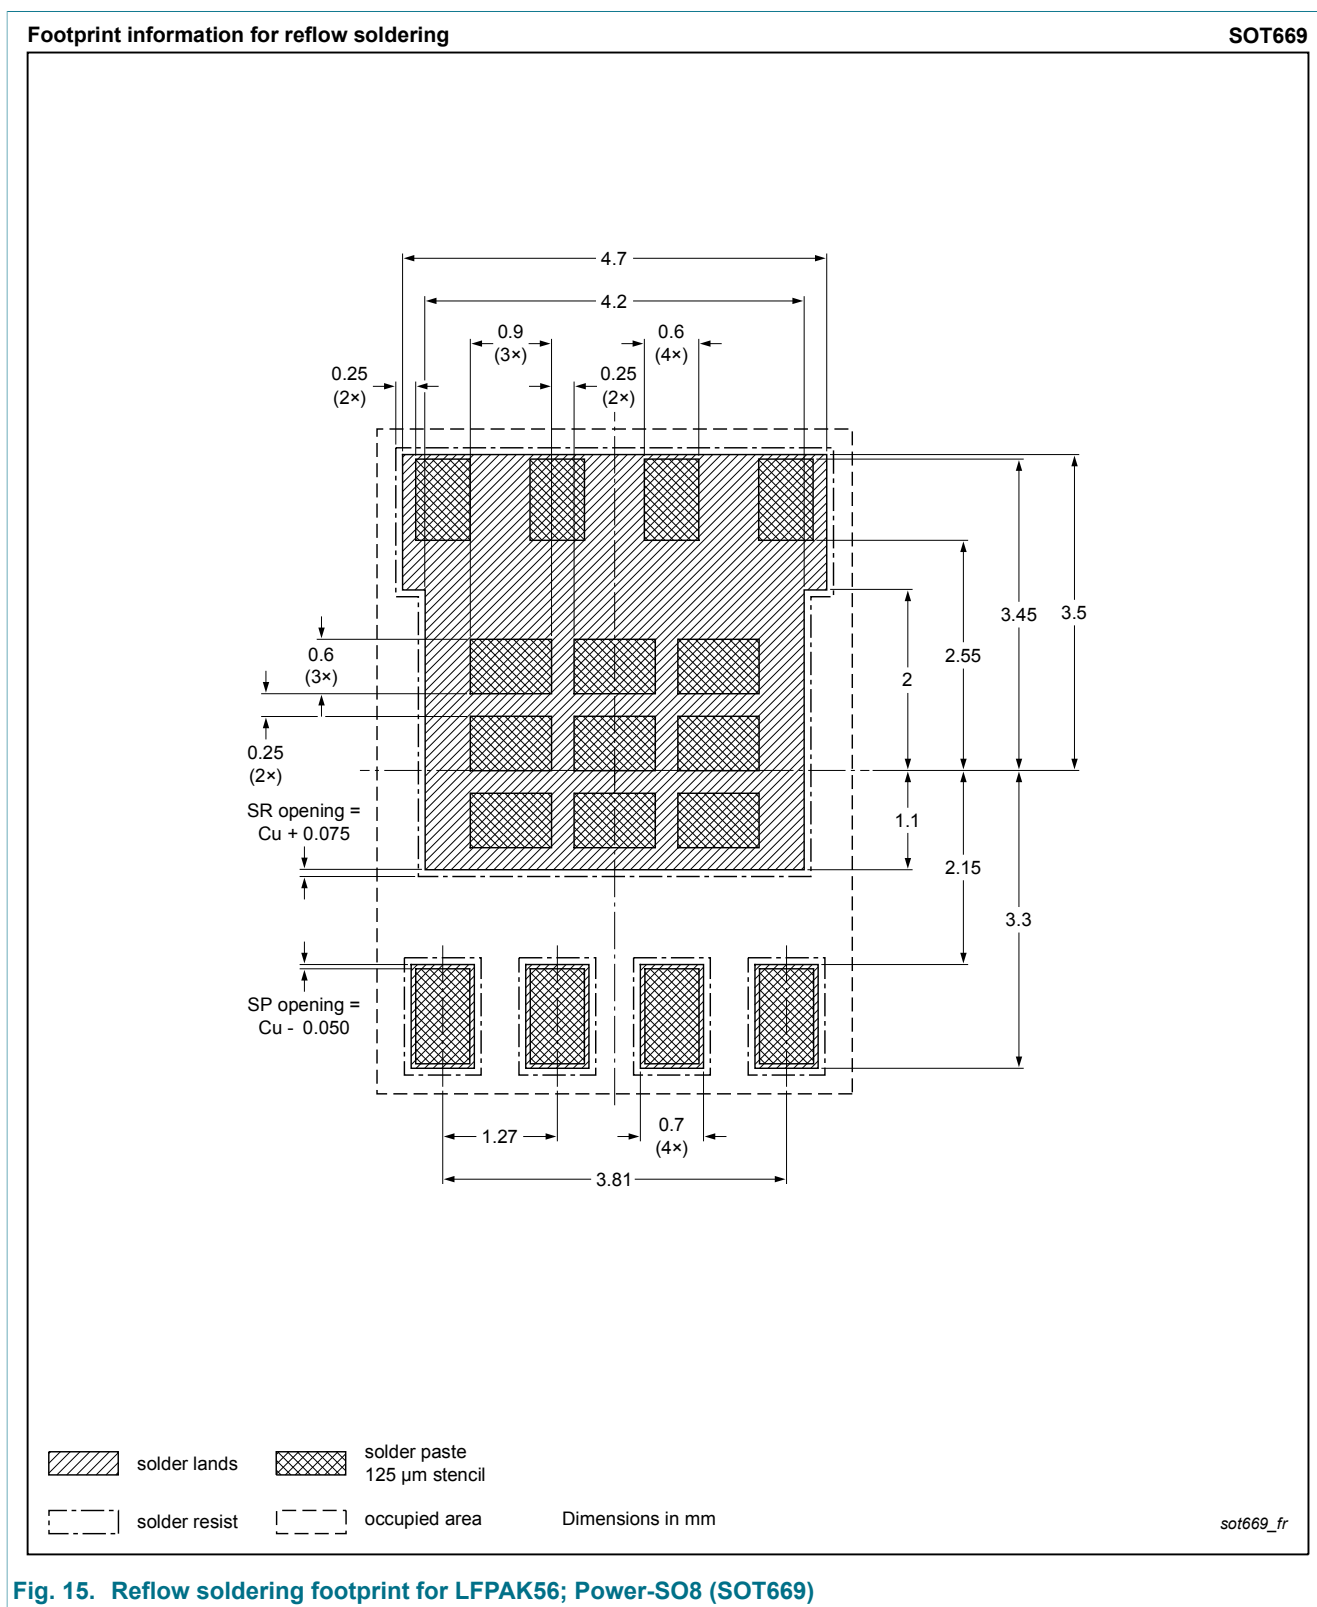 Footprint information for reflow soldering
SOT669
4.7
4.2
0.9
(3×)
0.6
(4×)
0.25
(2×)
0.25
(2×)
0.6
(3×)
0.25
(2×)
3.5
3.45
2.55
2
SR opening =
Cu + 0.075
1.1
2.15
3.3
SP opening =
Cu - 0.050
1.27
0.7
(4×)
3.81
solder lands
solder paste
125 µm stencil
solder resist
occupied area
Dimensions in mm
sot669_fr
Fig. 15. Reflow soldering footprint for LFPAK56; Power-SO8 (SOT669)